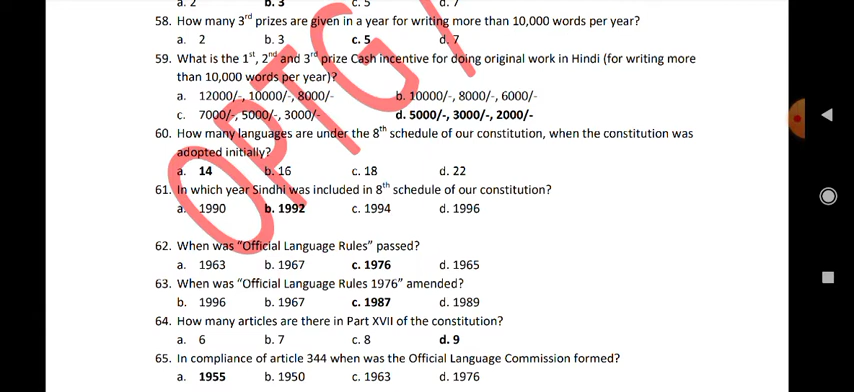 a. 2 b. 3 c. 5 d. 7
58. How many 3rd prizes are given in a year for writing more than 10,000 words per year?
a. 2 b. 3 c. 5 d. 7
59. What is the 1st, 2nd and 3rd prize Cash incentive for doing original work in Hindi (for writing more
than 10,000 words per year)?
a. 12000/-, 10000/-, 8000/- b. 10000/-, 8000/-, 6000/-
c. 7000/-, 5000/-, 3000/- d. 5000/-, 3000/-, 2000/-
60. How many languages are under the 8th schedule of our constitution, when the constitution was
adopted initially?
a. 14 b. 16 c. 18 d. 22
61. In which year Sindhi was included in 8th schedule of our constitution?
a. 1990 b. 1992 c. 1994 d. 1996
62. When was "Official Language Rules" passed?
a. 1963 b. 1967 c. 1976 d. 1965
63. When was "Official Language Rules 1976" amended?
b. 1996 b. 1967 c. 1987 d. 1989
64. How many articles are there in Part XVII of the constitution?
a. 6 b. 7 c. 8 d. 9
65. In compliance of article 344 when was the Official Language Commission formed?
a. 1955 b. 1950 c. 1963 d. 1976